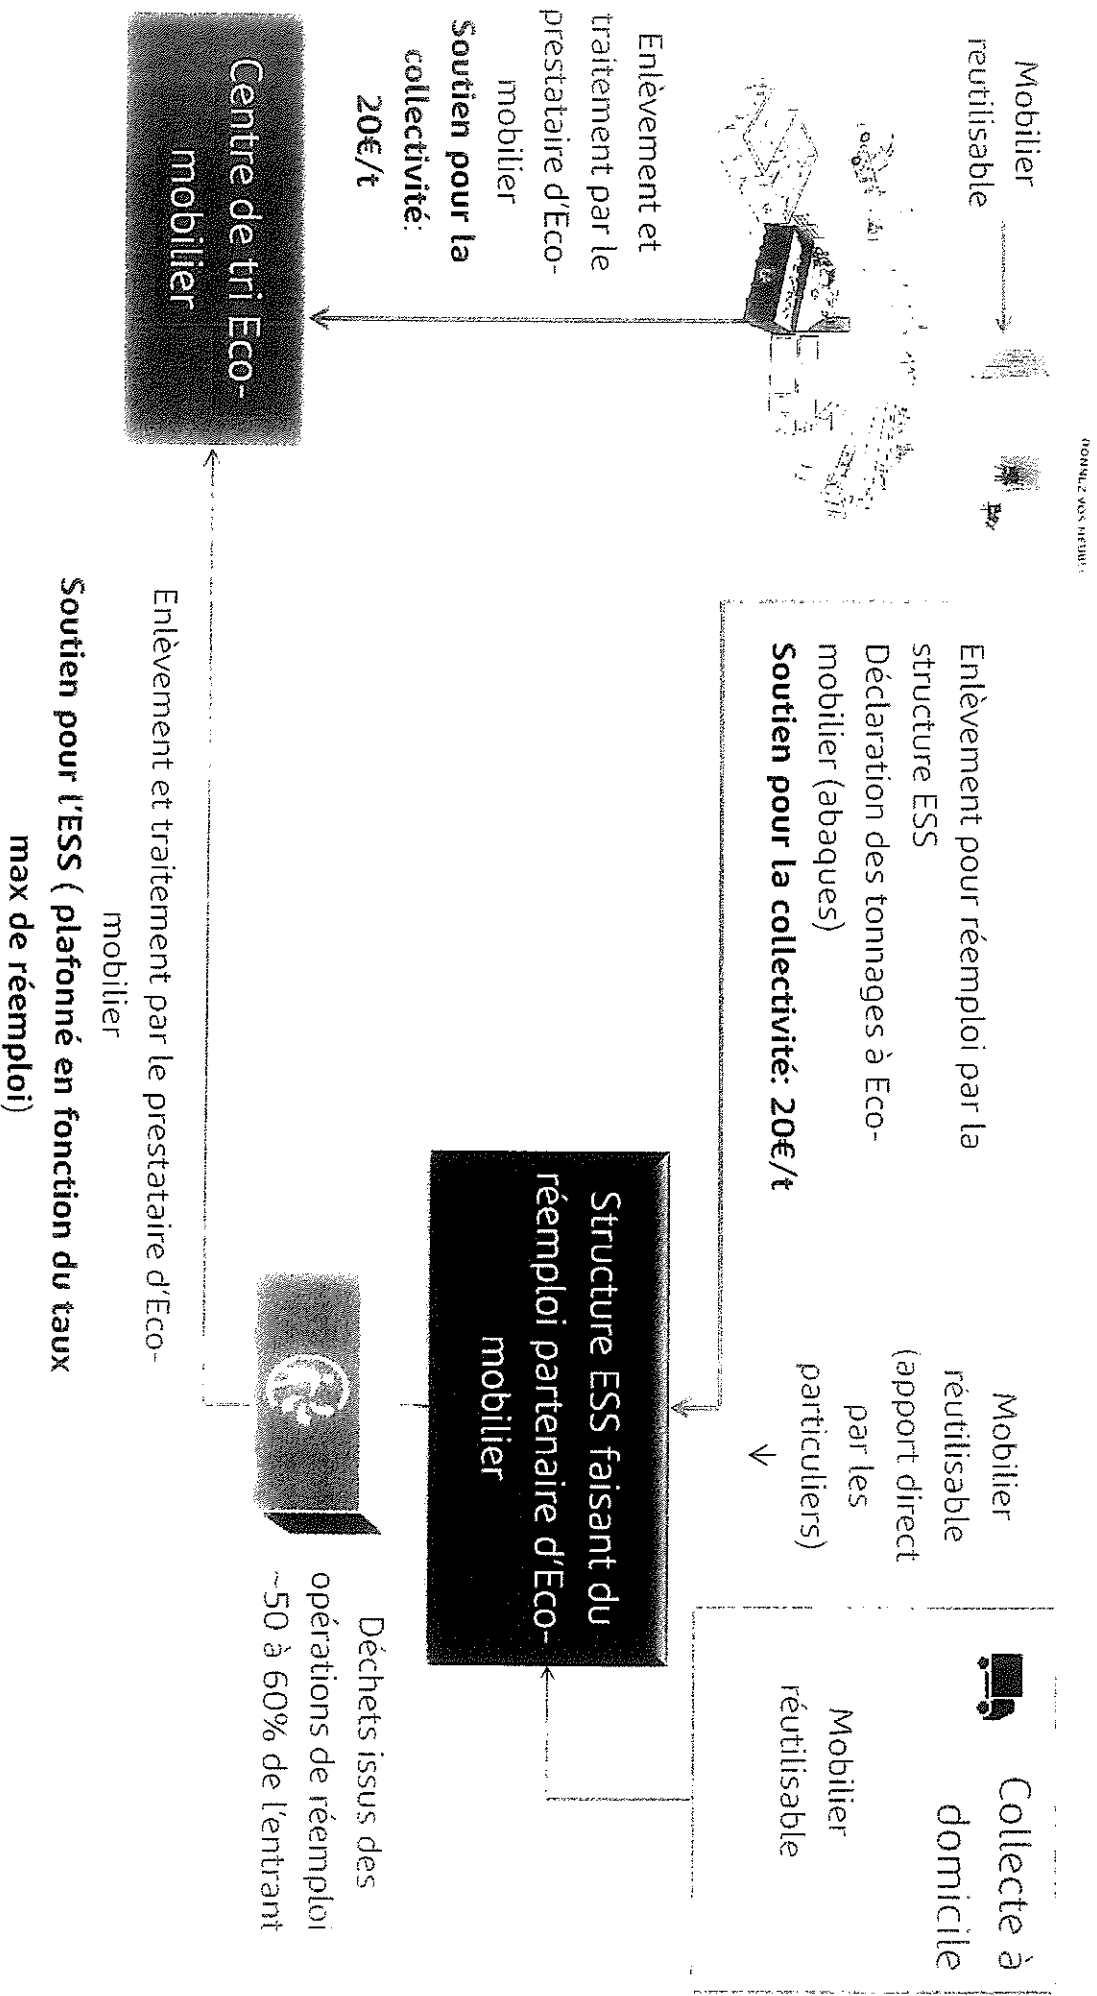 Mobilier
reutilisable
DONNEZ VOS
Enlèvement pour réemploi par la
structure ESS
Déclaration des tonnages à Eco-
mobilier (abaques)
Soutien pour la collectivité: 20€/t
Mobilier
réutilisable
(apport direct
par les
particuliers)
Collecte à
domicile
Mobilier
réutilisable
Enlèvement et
traitement par le
prestataire d'Eco-
mobilier
Soutien pour la
collectivité:
20€/t
Structure ESS faisant du
réemploi partenaire d'Eco-
mobilier
Déchets issus des
opérations de réemploi
~50 à 60% de l'entrant
Centre de tri Eco-
mobilier
Enlèvement et traitement par le prestataire d'Eco-
mobilier
Soutien pour l'ESS ( plafonné en fonction du taux
max de réemploi)